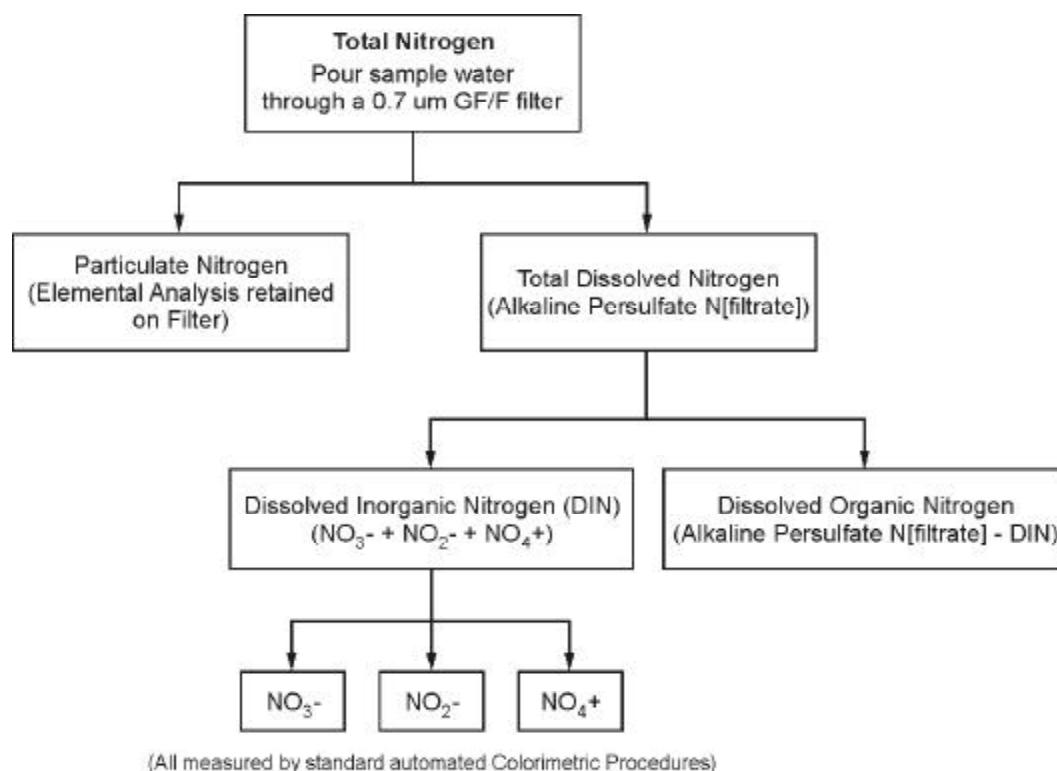 Total Nitrogen
Pour sample water
through a 0.7 um GF/F filter
Particulate Nitrogen
(Elemental Analysis retained
on Filter)
Total Dissolved Nitrogen
(Alkaline Persulfate N[filtrate])
Dissolved Inorganic Nitrogen (DIN)
(NO₃- + NO₂- + NO₄+)
Dissolved Organic Nitrogen
(Alkaline Persulfate N[filtrate] - DIN)
NO₃-
NO₂-
NO₄+
(All measured by standard automated Colorimetric Procedures)